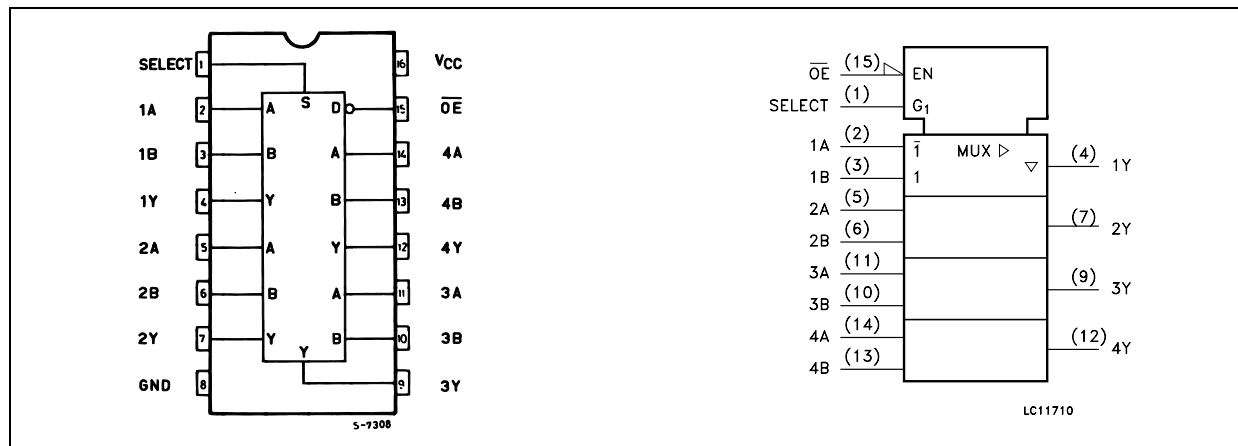 SELECT 1 16 VCC
1A 2 A S D 15 OE
1B 3 B A 14 4A
1Y 4 Y B 13 4B
2A 5 A Y 12 4Y
2B 6 B A 11 3A
2Y 7 Y Y B 10 3B
GND 8 9 3Y
S-7308
OE (15) EN
SELECT (1) G1
1A (2) 1 MUX (4) 1Y
1B (3) 1
2A (5) (7) 2Y
2B (6)
3A (11) (9) 3Y
3B (10)
4A (14) (12) 4Y
4B (13)
LC11710